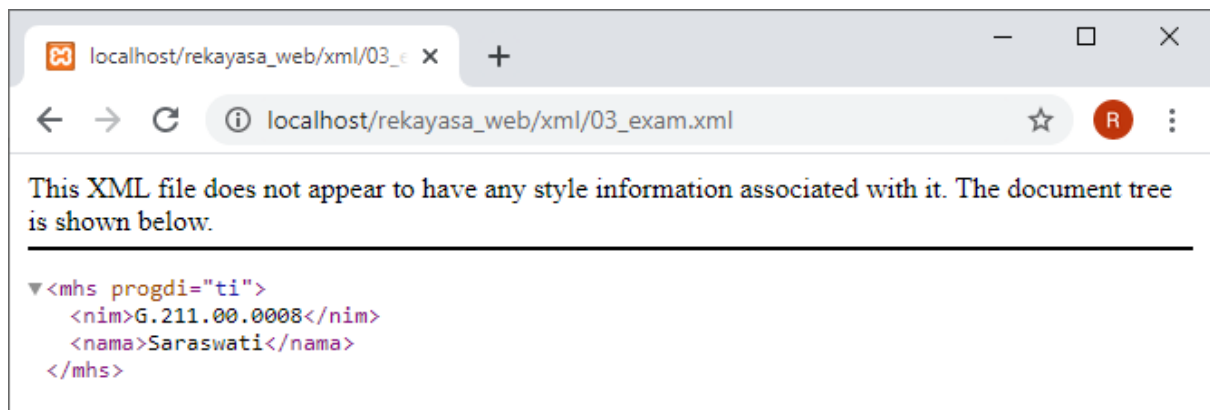 localhost/rekayasa_web/xml/03_e
localhost/rekayasa_web/xml/03_exam.xml
R
This XML file does not appear to have any style information associated with it. The document tree
is shown below.
<mhs progdi="ti">
<nim>G.211.00.0008</nim>
<nama>Saraswati</nama>
</mhs>